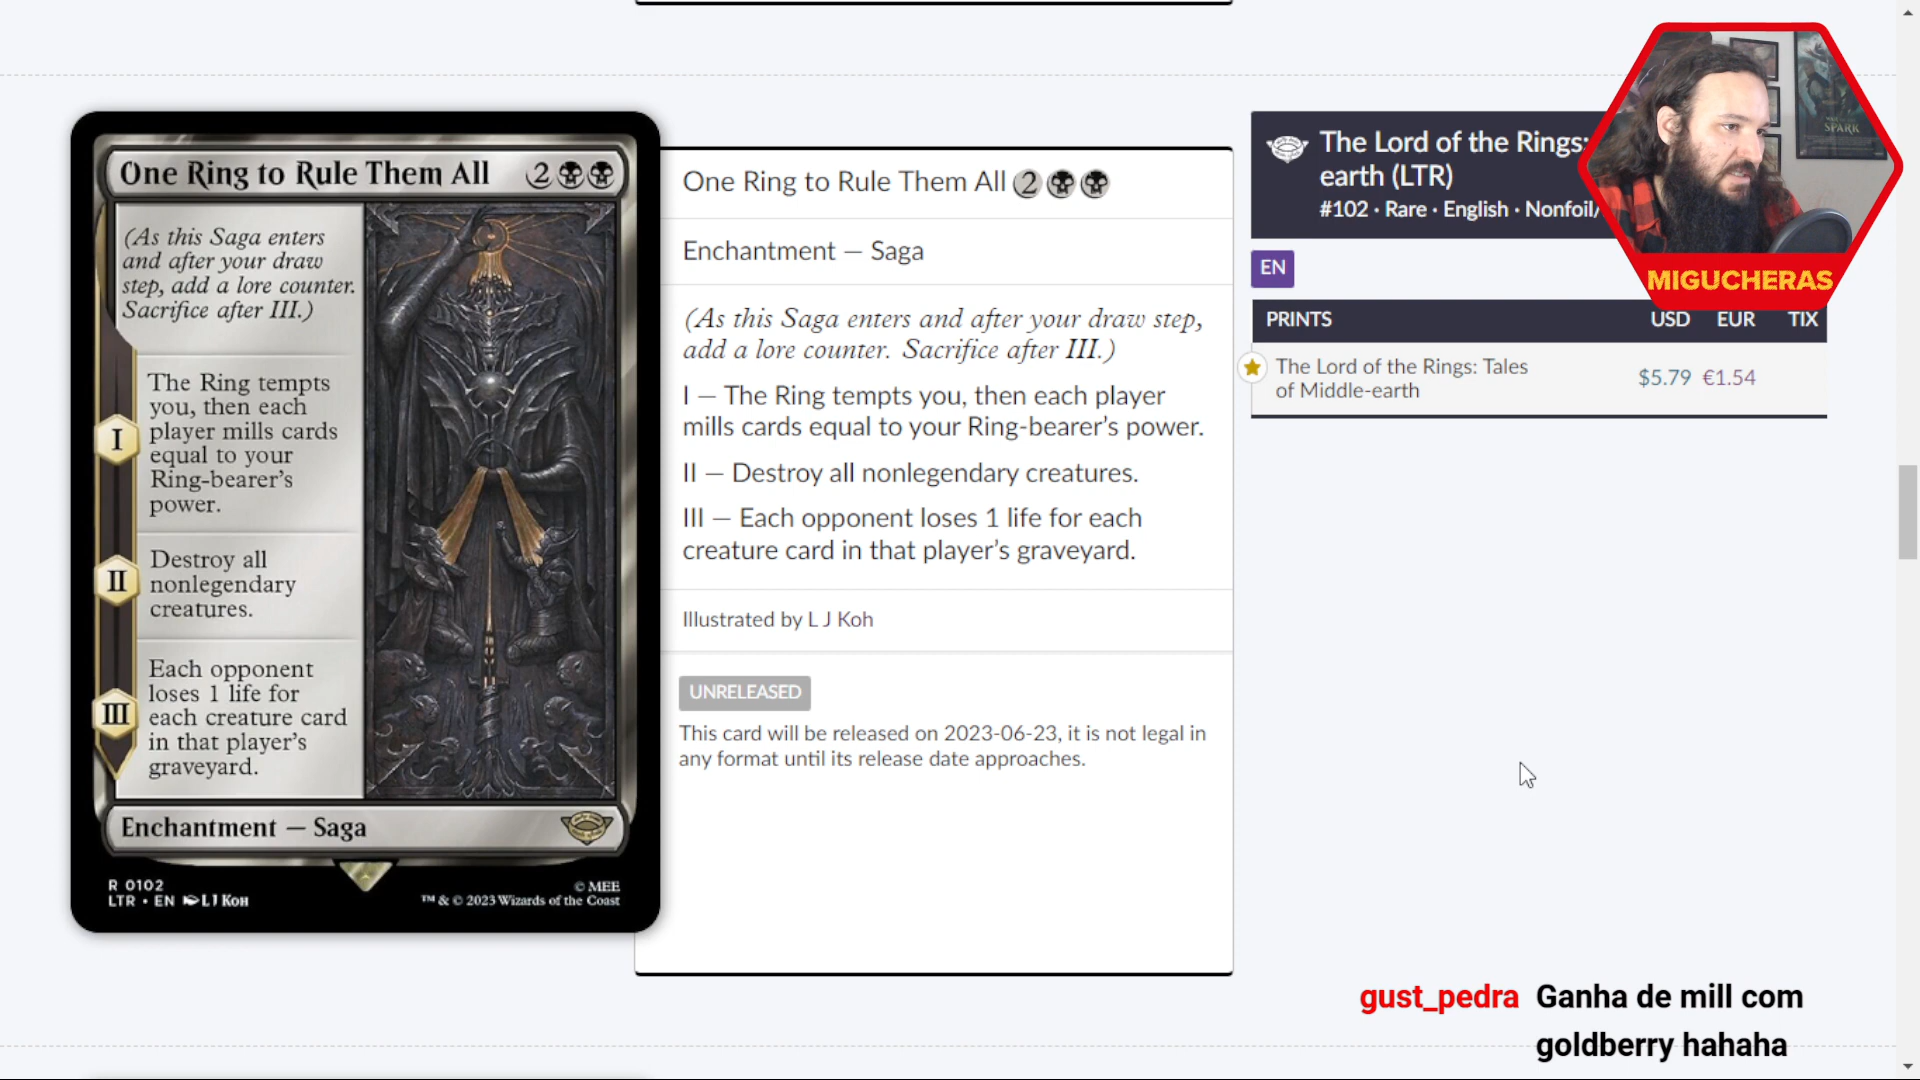 One Ring to Rule Them All 2
(As this Saga enters
and after your draw
step, add a lore counter.
Sacrifice after III.)
I
The Ring tempts
you, then each
player mills cards
equal to your
Ring-bearer's
power.
II
Destroy all
nonlegendary
creatures.
III
Each opponent
loses 1 life for
each creature card
in that player's
graveyard.
Enchantment — Saga
R 0102
LTR • EN L J Koh
© MEE
™ & © 2023 Wizards of the Coast
One Ring to Rule Them All 2
Enchantment — Saga
(As this Saga enters and after your draw step,
add a lore counter. Sacrifice after III.)
I — The Ring tempts you, then each player
mills cards equal to your Ring-bearer's power.
II — Destroy all nonlegendary creatures.
III — Each opponent loses 1 life for each
creature card in that player's graveyard.
Illustrated by L J Koh
UNRELEASED
This card will be released on 2023-06-23, it is not legal in
any format until its release date approaches.
The Lord of the Rings:
earth (LTR)
#102 · Rare · English · Nonfoil/
EN
PRINTS USD EUR TIX
The Lord of the Rings: Tales
of Middle-earth
$5.79 €1.54
SPARK
MIGUCHERAS
gust_pedra Ganha de mill com
goldberry hahaha